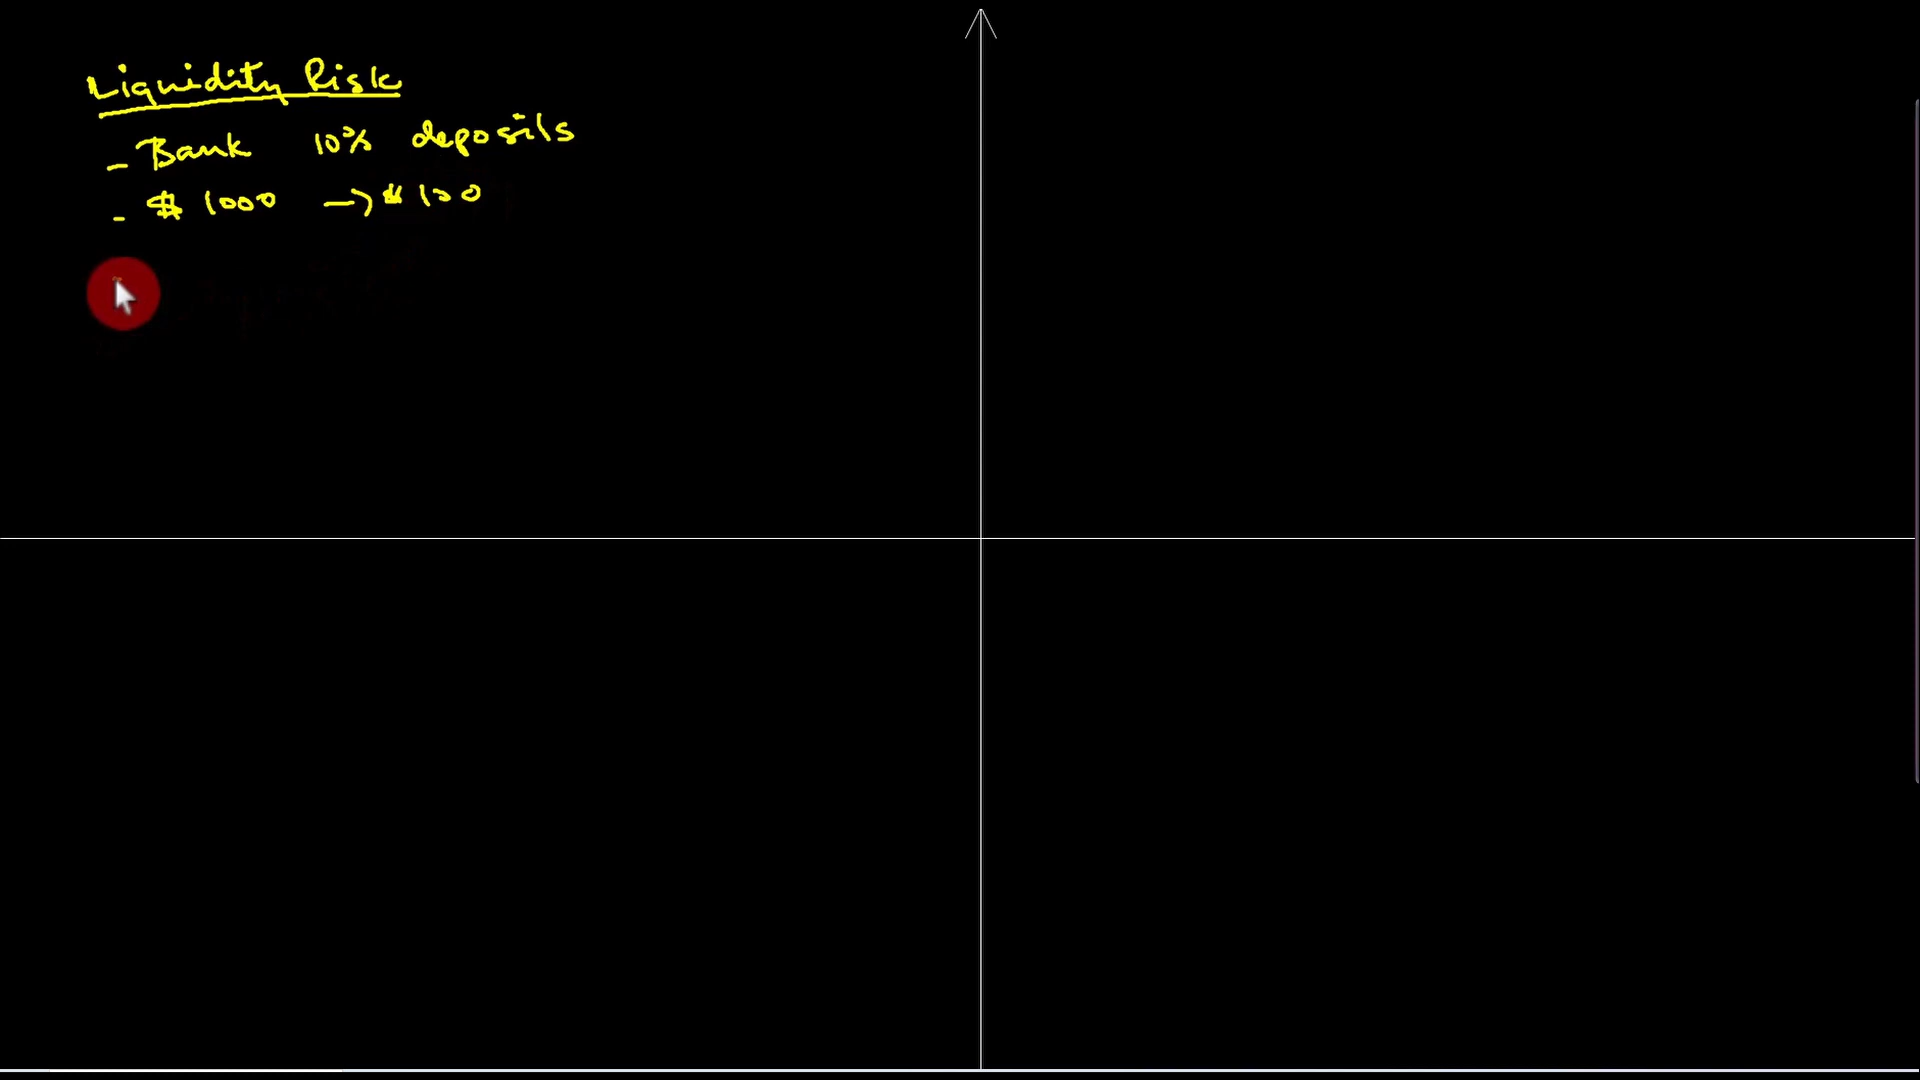 Liquidity Risk
- Bank 10% deposits
- $ 1000 → $ 100